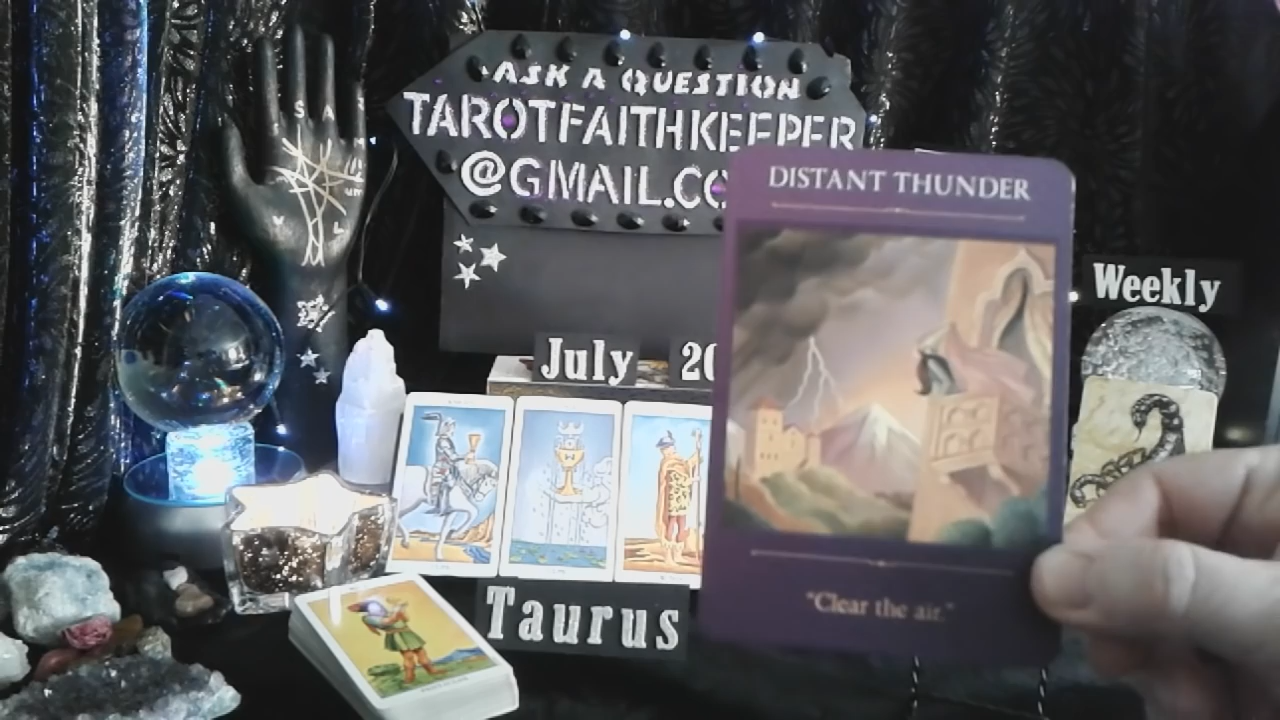 ASK A QUESTION
TAROTFAITHKEEPER
@GMAIL.CO
DISTANT THUNDER
Weekly
July 20
Taurus
"Clear the air."